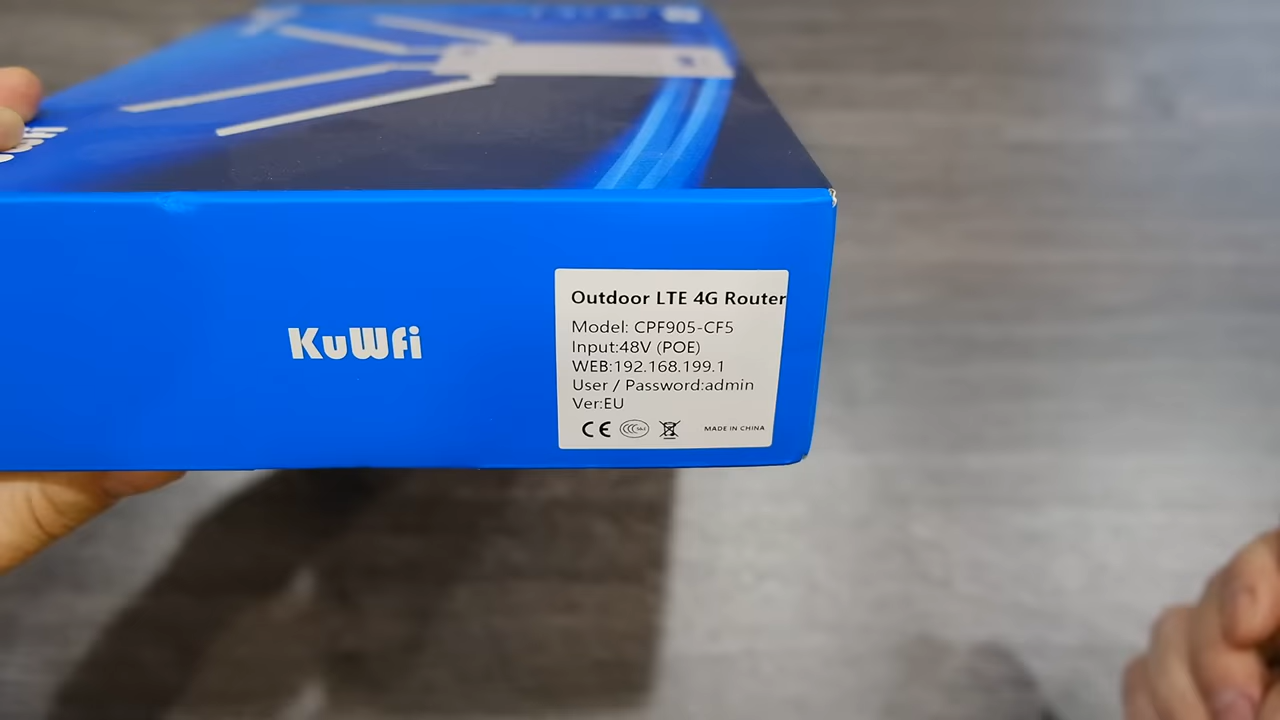 KuWfi
Outdoor LTE 4G Router
Model: CPF905-CF5
Input:48V (POE)
WEB:192.168.199.1
User / Password:admin
Ver:EU
CE
MADE IN CHINA